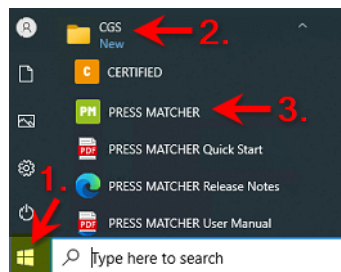 CGS
2.
New
C CERTIFIED
PM PRESS MATCHER
3.
PDF PRESS MATCHER Quick Start
1.
PRESS MATCHER Release Notes
PDF PRESS MATCHER User Manual
Type here to search